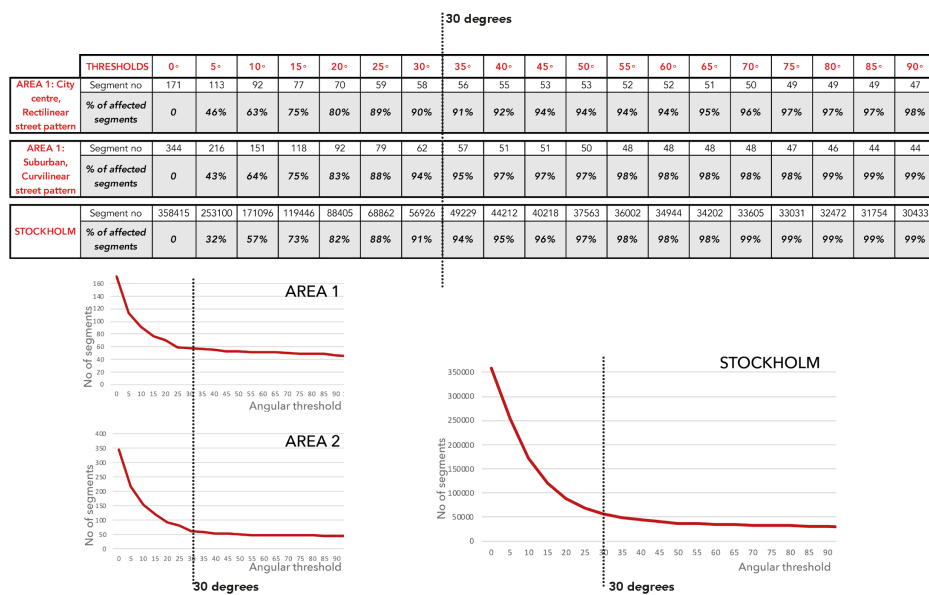 30 degrees
THRESHOLDS 0° 5° 10° 15° 20° 25° 30° 35° 40° 45° 50° 55° 60° 65° 70° 75° 80° 85° 90°
AREA 1: City
centre,
Rectilinear
street pattern
Segment no 171 113 92 77 70 59 58 56 55 53 53 52 52 51 50 49 49 49 47
% of affected
segments
0 46% 63% 75% 80% 89% 90% 91% 92% 94% 94% 94% 94% 95% 96% 97% 97% 97% 98%
AREA 1:
Suburban,
Curvilinear
street pattern
Segment no 344 216 151 118 92 79 62 57 51 51 50 48 48 48 48 47 46 44 44
% of affected
segments
0 43% 64% 75% 83% 88% 94% 95% 97% 97% 97% 98% 98% 98% 98% 98% 99% 99% 99%
STOCKHOLM
Segment no 358415 253100 171096 119446 88405 68862 56926 49229 44212 40218 37563 36002 34944 34202 33605 33031 32472 31754 30433
% of affected
segments
0 32% 57% 73% 82% 88% 91% 94% 95% 96% 97% 98% 98% 98% 99% 99% 99% 99% 99%
AREA 1
No of segments
160
140
120
100
80
60
40
20
0
0 5 10 15 20 25 30 35 40 45 50 55 60 65 70 75 80 85 90
Angular threshold
AREA 2
No of segments
400
350
300
250
200
150
100
50
0
0 5 10 15 20 25 30 35 40 45 50 55 60 65 70 75 80 85 90
Angular threshold
30 degrees
STOCKHOLM
No of segments
350000
300000
250000
200000
150000
100000
50000
0
0 5 10 15 20 25 30 35 40 45 50 55 60 65 70 75 80 85 90
Angular threshold
30 degrees